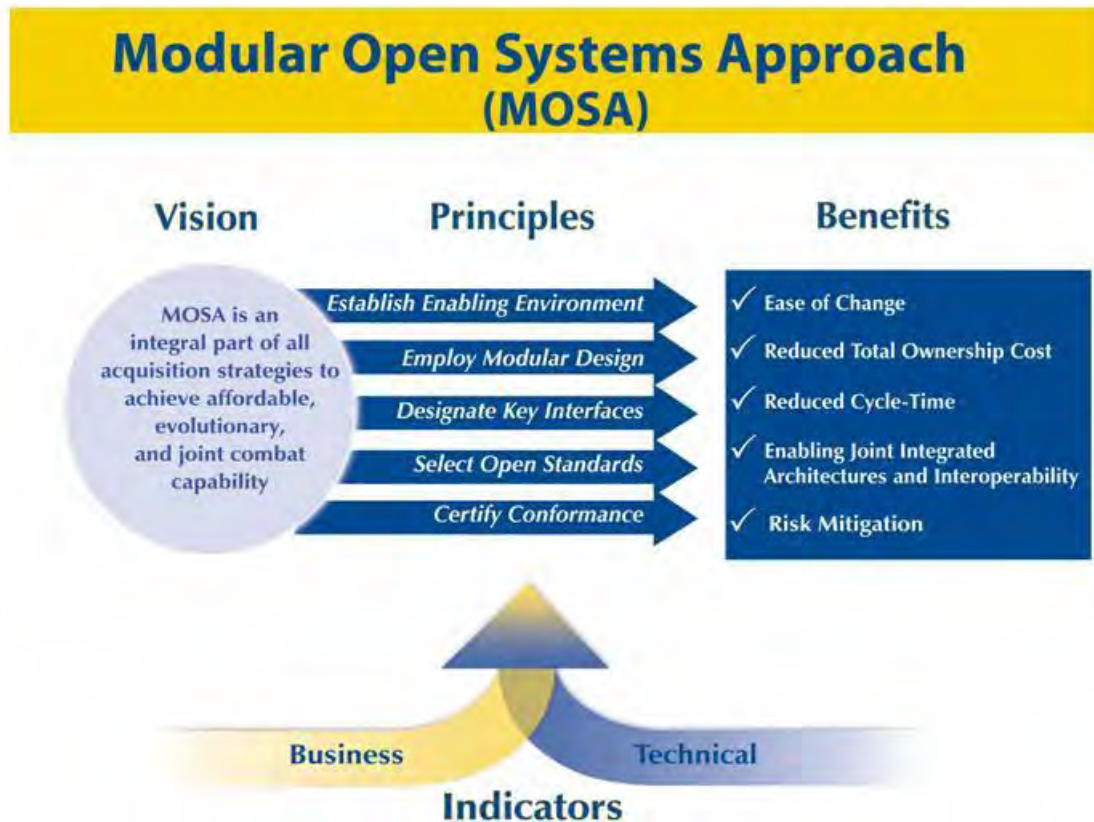 Modular Open Systems Approach
(MOSA)
Vision
Principles
Benefits
MOSA is an
integral part of all
acquisition strategies to
achieve affordable,
evolutionary,
and joint combat
capability
Establish Enabling Environment
Employ Modular Design
Designate Key Interfaces
Select Open Standards
Certify Conformance
✓ Ease of Change
✓ Reduced Total Ownership Cost
✓ Reduced Cycle-Time
✓ Enabling Joint Integrated
Architectures and Interoperability
✓ Risk Mitigation
Business
Technical
Indicators